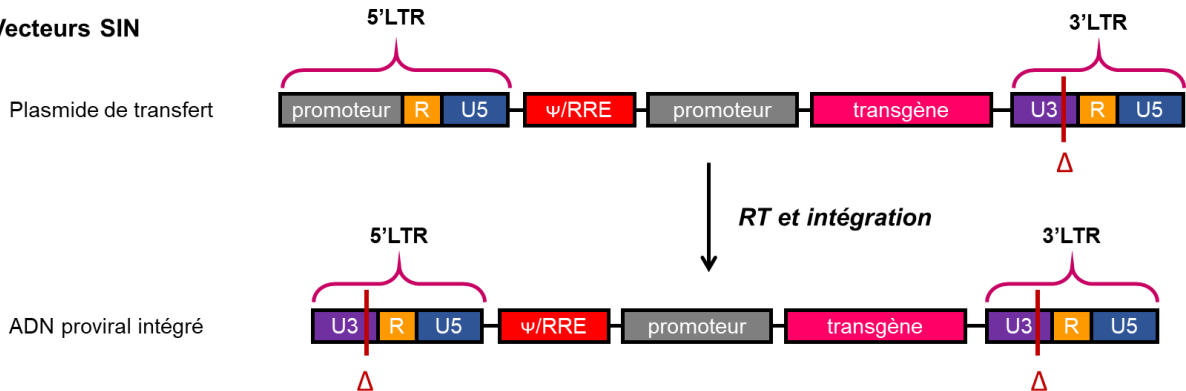 Vecteurs SIN
5'LTR
3'LTR
Plasmide de transfert
promoteur R U5 Ψ/RRE promoteur transgène U3 R U5
Δ
RT et intégration
5'LTR
3'LTR
ADN proviral intégré
U3 R U5 Ψ/RRE promoteur transgène U3 R U5
Δ
Δ